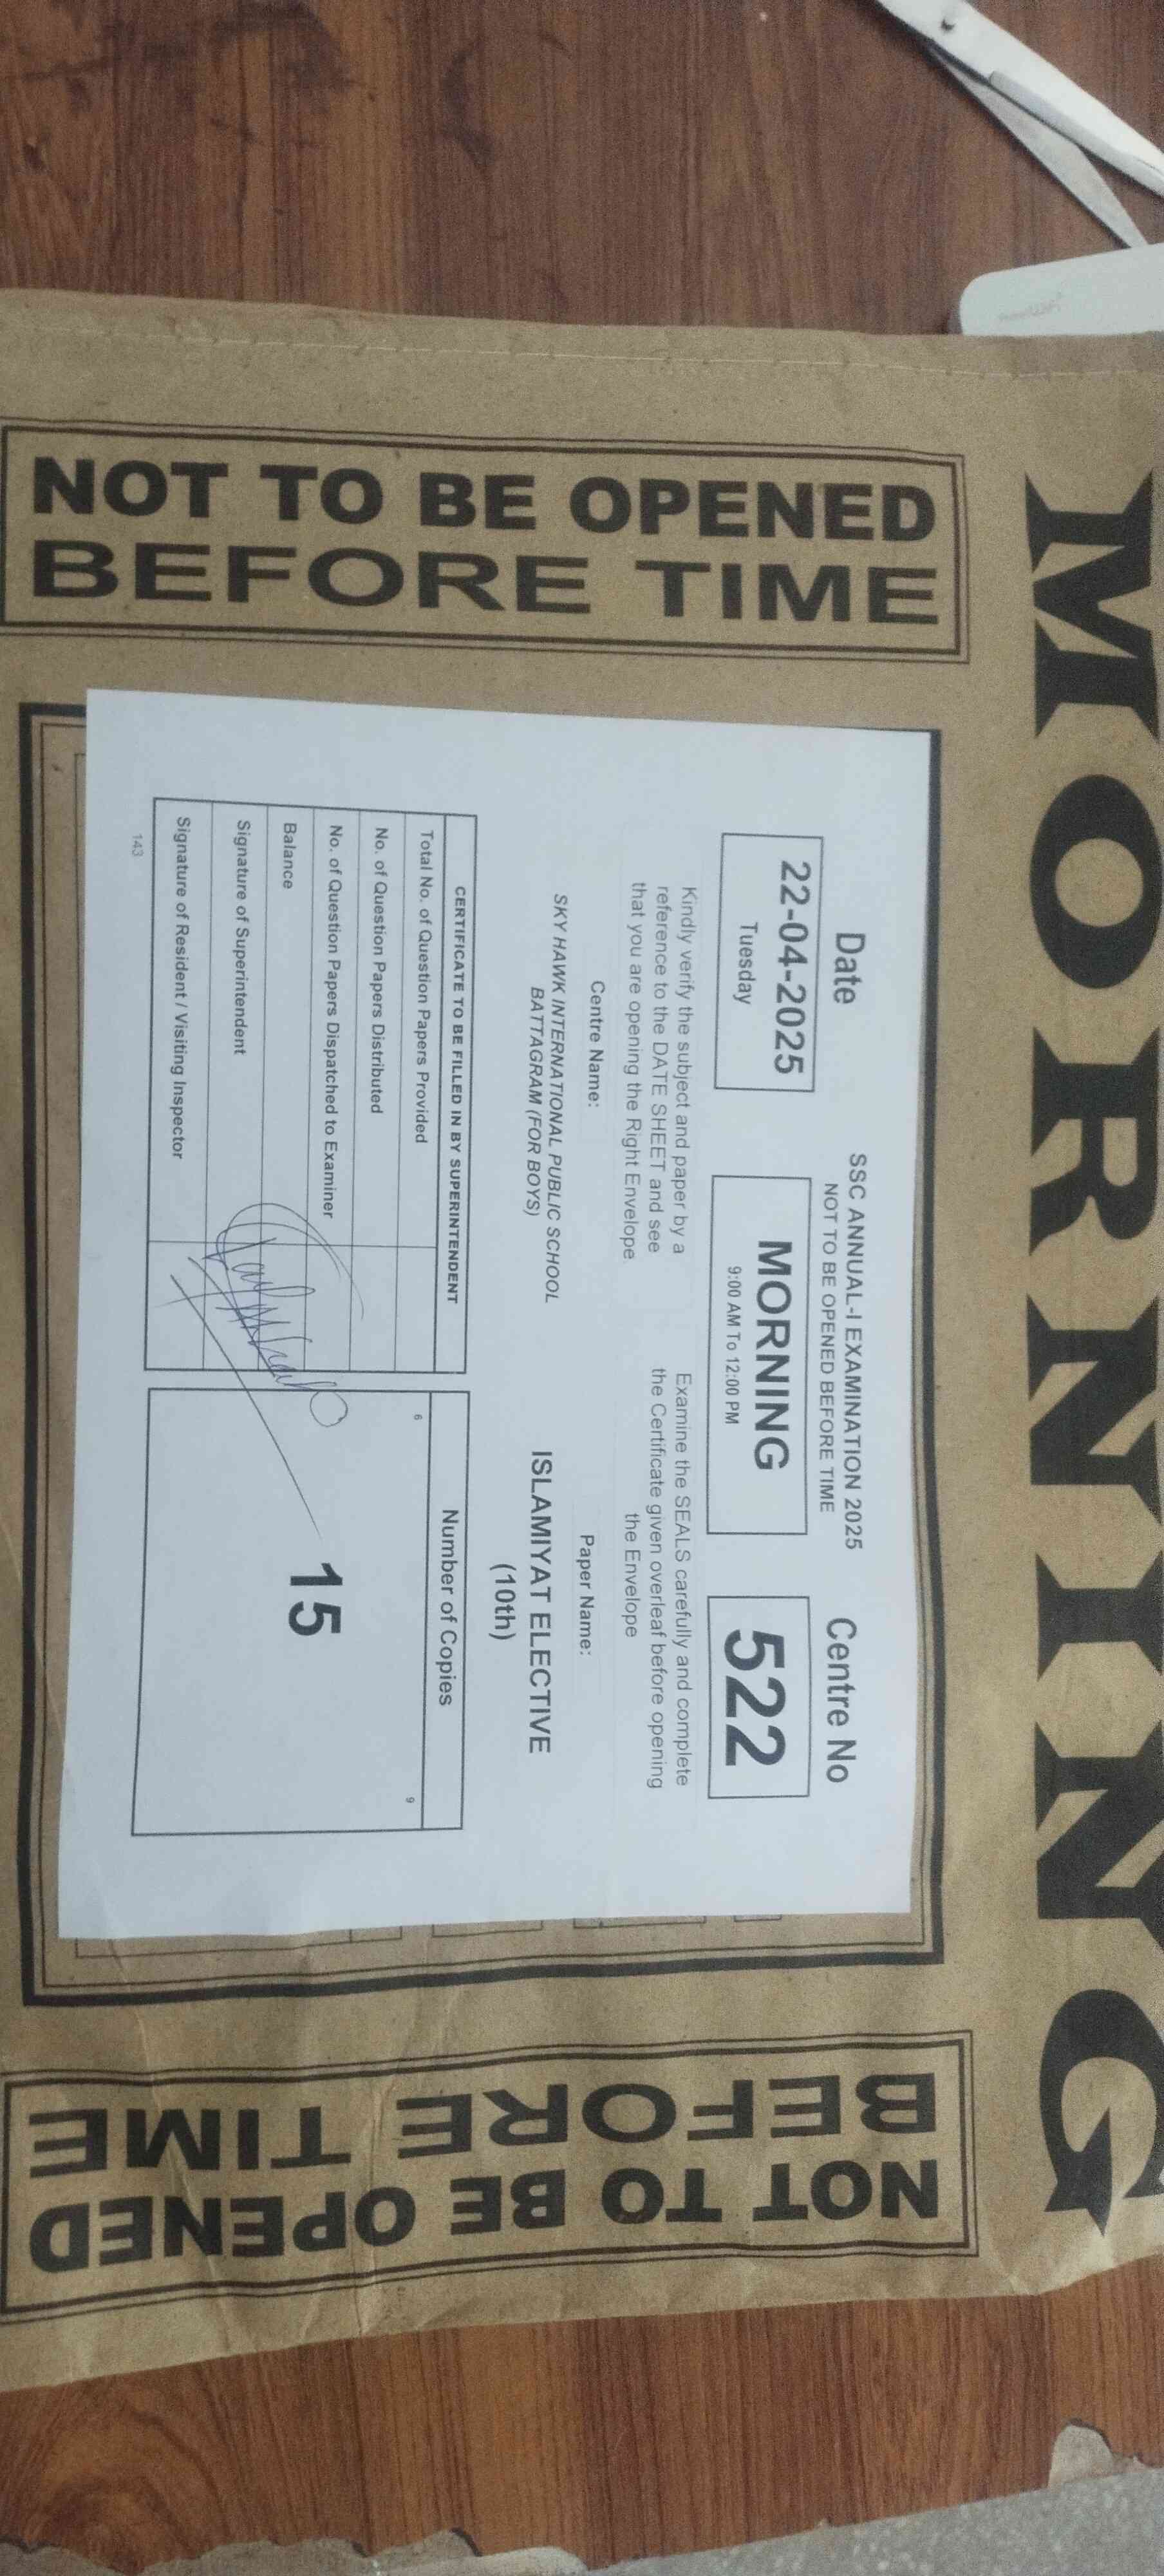 MORNING
NOT TO BE OPENED
BEFORE TIME
Date
22-04-2025
Tuesday
SSC ANNUAL-I EXAMINATION 2025
NOT TO BE OPENED BEFORE TIME
MORNING
9:00 AM To 12:00 PM
Centre No
522
Kindly verify the subject and paper by a
reference to the DATE SHEET and see
that you are opening the Right Envelope
Examine the SEALS carefully and complete
the Certificate given overleaf before opening
the Envelope
Centre Name:
SKY HAWK INTERNATIONAL PUBLIC SCHOOL
BATTAGRAM (FOR BOYS)
Paper Name:
ISLAMIYAT ELECTIVE
(10th)
CERTIFICATE TO BE FILLED IN BY SUPERINTENDENT
Total No. of Question Papers Provided
No. of Question Papers Distributed
No. of Question Papers Dispatched to Examiner
Balance
Signature of Superintendent
Signature of Resident / Visiting Inspector
Number of Copies
6
9
15
143
NOT TO BE OPENED
BEFORE TIME